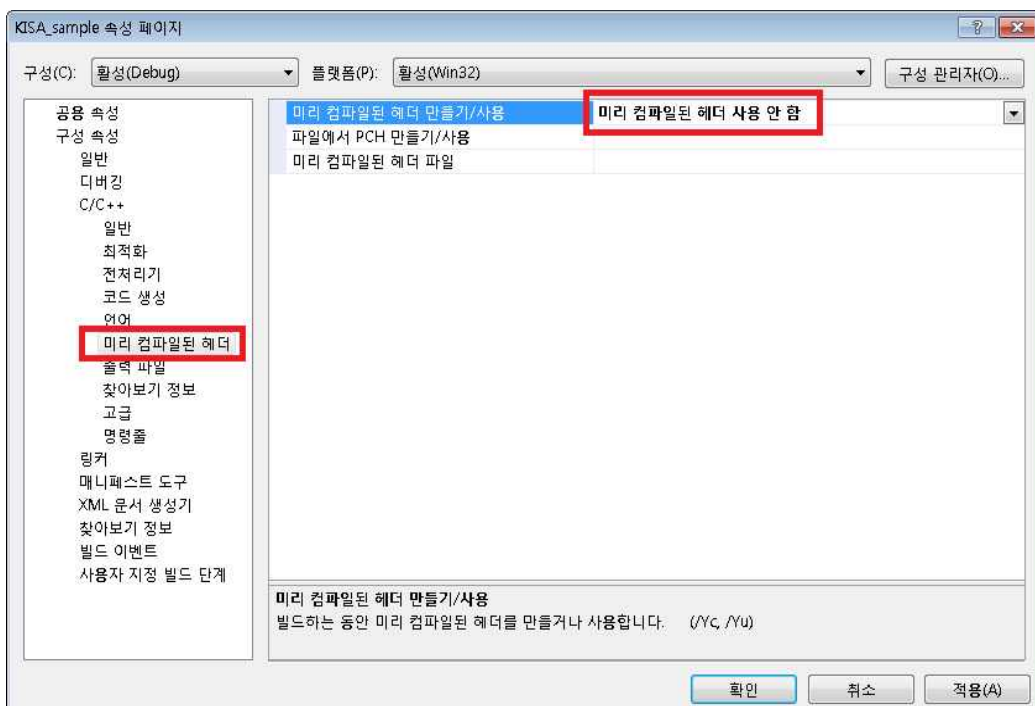 KISA_sample 속성 페이지
구성(C): 활성(Debug) 플랫폼(P): 활성(Win32) 구성 관리자(O)...
공용 속성
구성 속성
일반
디버깅
C/C++
일반
최적화
전처리기
코드 생성
언어
미리 컴파일된 헤더
출력 파일
찾아보기 정보
고급
명령줄
링커
매니페스트 도구
XML 문서 생성기
찾아보기 정보
빌드 이벤트
사용자 지정 빌드 단계
미리 컴파일된 헤더 만들기/사용 미리 컴파일된 헤더 사용 안 함
파일에서 PCH 만들기/사용
미리 컴파일된 헤더 파일
미리 컴파일된 헤더 만들기/사용
빌드하는 동안 미리 컴파일된 헤더를 만들거나 사용합니다. (/Yc, /Yu)
확인 취소 적용(A)